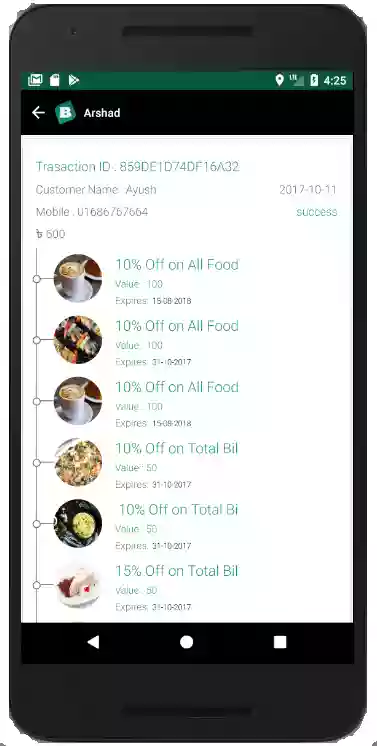 4:25
B Arshad
Trasaction ID : 859DE1D74DF16A32
Customer Name: Ayush 2017-10-11
Mobile : 01686767664 success
৳ 600
10% Off on All Food
Value : 100
Expires: 15-08-2018
10% Off on All Food
Value : 100
Expires: 31-10-2017
10% Off on All Food
Value : 100
Expires: 15-08-2018
10% Off on Total Bil
Value : 50
Expires: 31-10-2017
10% Off on Total Bi
Value : 50
Expires: 31-10-2017
15% Off on Total Bil
Value : 50
Expires: 31-10-2017